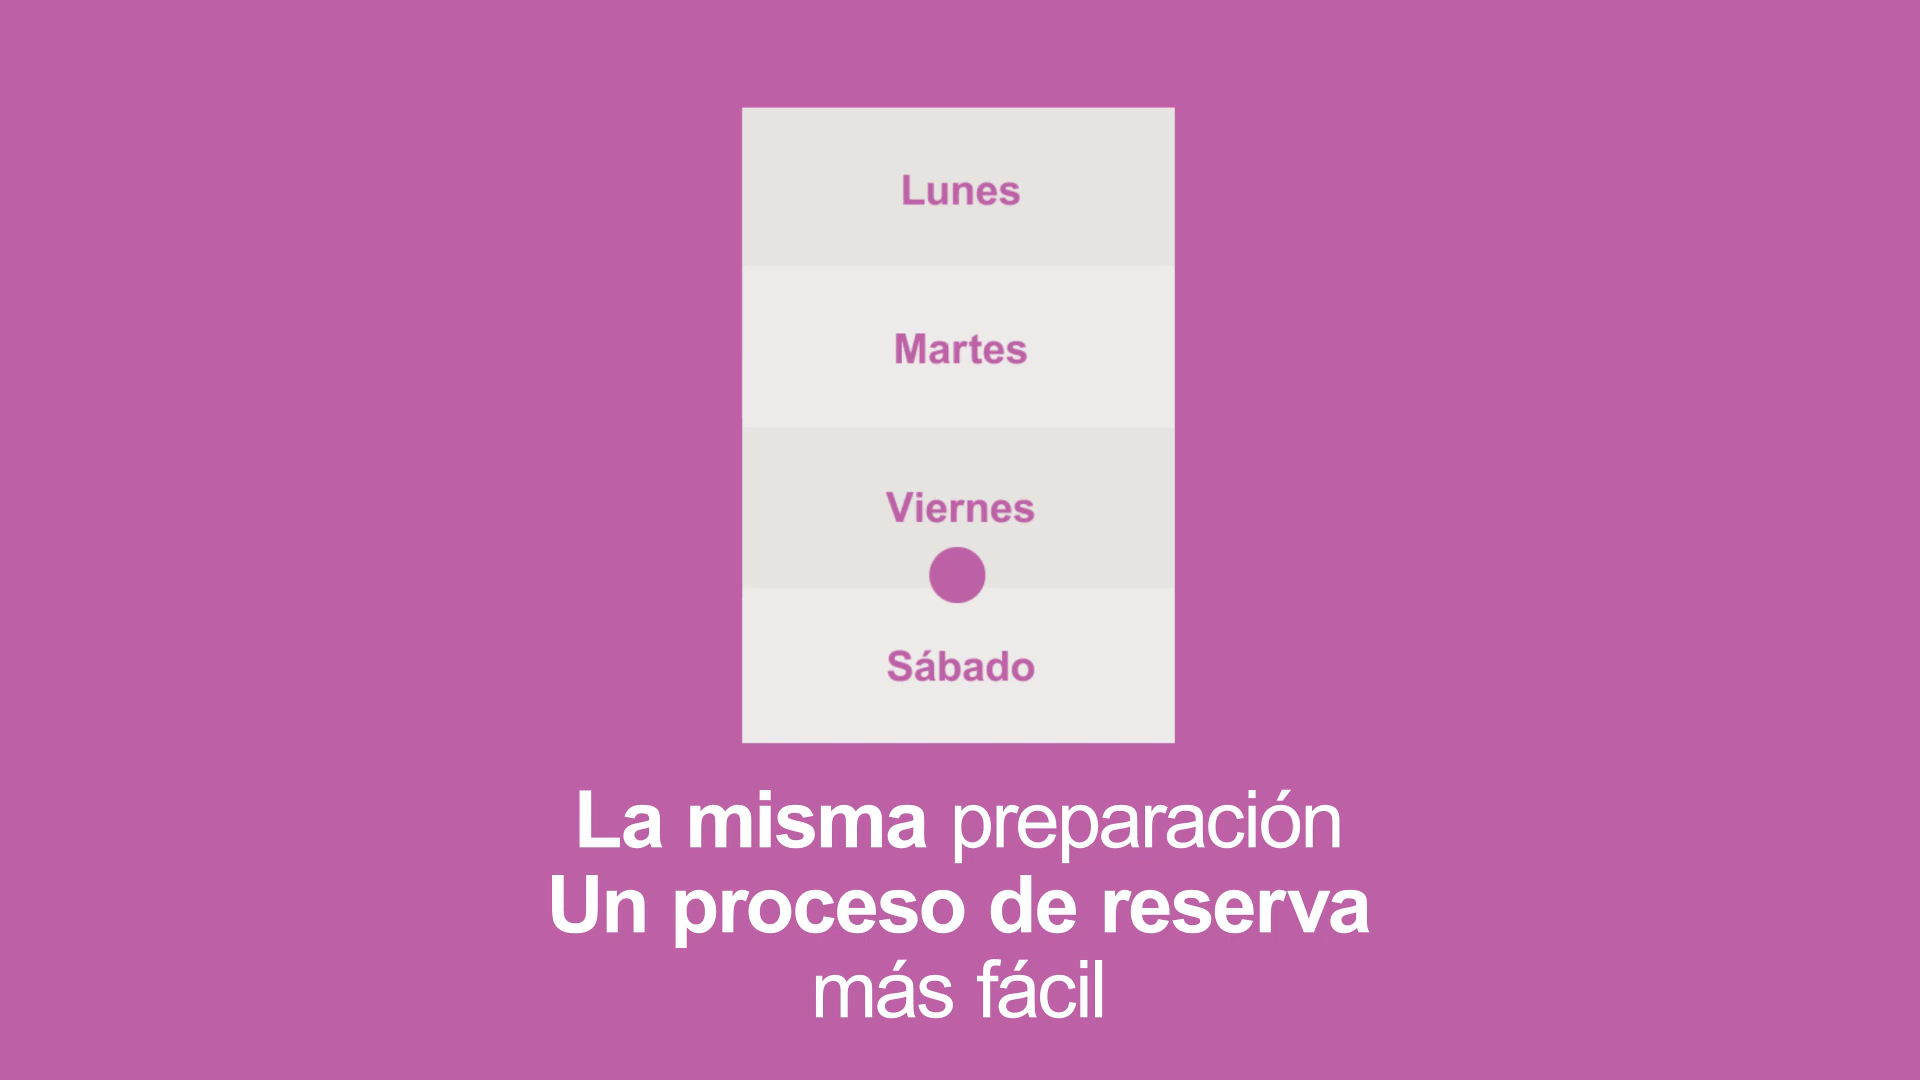 Lunes
Martes
Viernes
Sábado
La misma preparación
Un proceso de reserva
más fácil